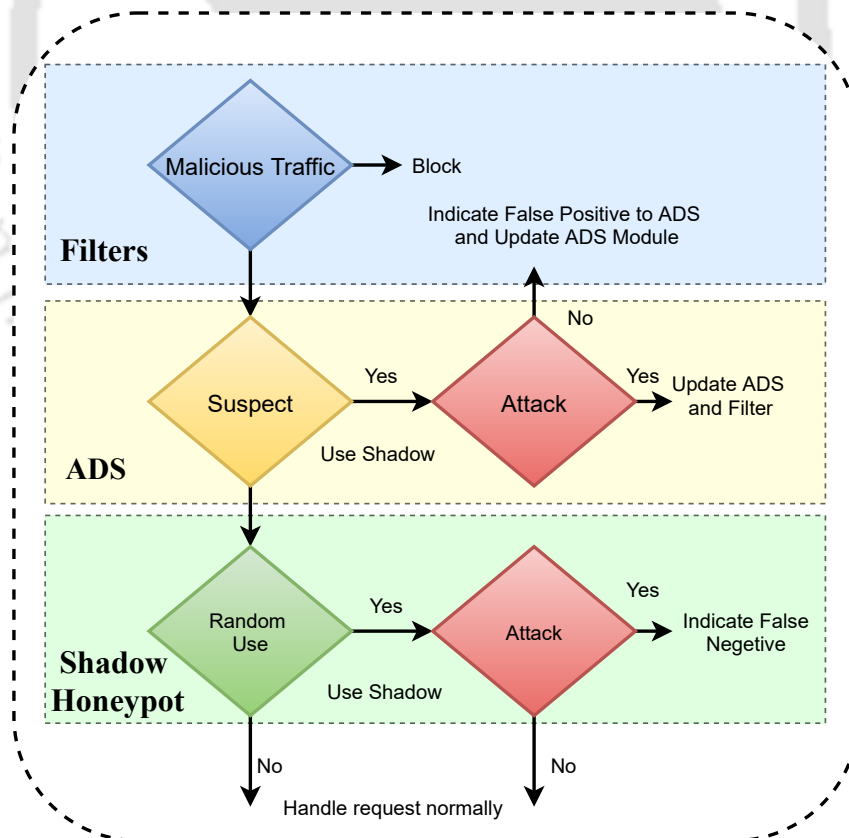 Malicious Traffic
Block
Indicate False Positive to ADS
and Update ADS Module
Filters
No
Suspect
Yes
Attack
Yes
Update ADS
and Filter
Use Shadow
ADS
Random
Use
Yes
Attack
Yes
Indicate False
Negetive
Shadow
Honeypot
Use Shadow
No
No
Handle request normally